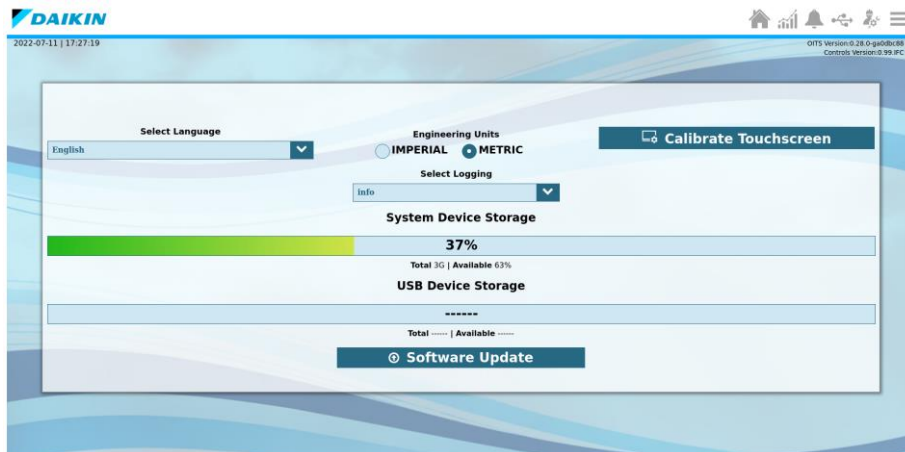 DAIKIN
2022-07-11 | 17:27:19
OITS Version:0.28.0-ga0dbc88
Controls Version:0.99.IFC
Select Language
English
Engineering Units
IMPERIAL METRIC
Calibrate Touchscreen
Select Logging
info
System Device Storage
37%
Total 3G | Available 63%
USB Device Storage
------
Total ------ | Available ------
Software Update